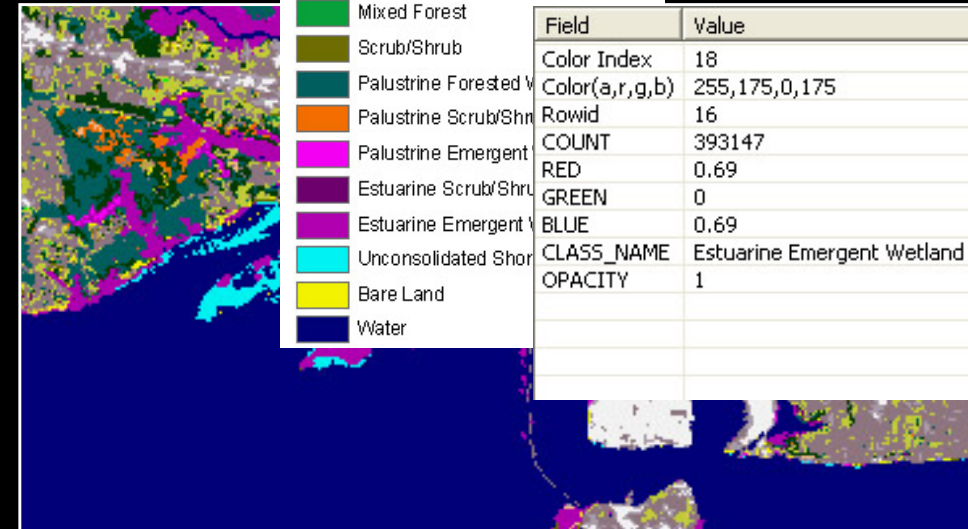 Mixed Forest
Scrub/Shrub
Palustrine Forested
Palustrine Scrub/Shru
Palustrine Emergent
Estuarine Scrub/Shru
Estuarine Emergent
Unconsolidated Shor
Bare Land
Water
Field Value
Color Index 18
Color(a,r,g,b) 255,175,0,175
Rowid 16
COUNT 393147
RED 0.69
GREEN 0
BLUE 0.69
CLASS_NAME Estuarine Emergent Wetland
OPACITY 1